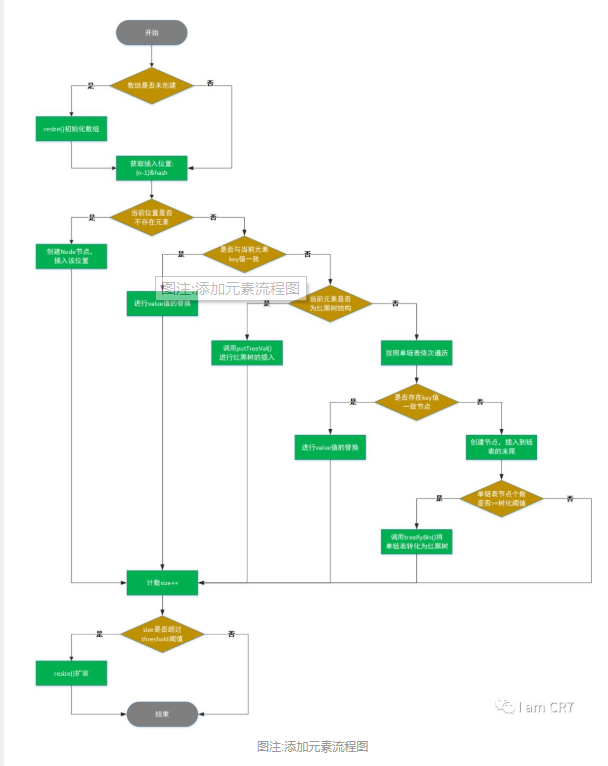 开始
数组是否未创建
是
否
resize()初始化数组
获取插入位置:
(n-1)&hash
当前位置是否
不存在元素
是
否
创建Node节点，
插入该位置
是否与当前元素
key值一致
是
否
图注:添加元素流程图
进行value值的替换
当前元素是否
为红黑树结构
是
否
调用putTreeVal()
进行红黑树的插入
按照单链表依次遍历
是否存在key值
一致节点
是
否
进行value值的替换
创建节点，插入到链
表的末尾
单链表节点个数
是否>=树化阈值
是
否
调用treeifyBin()将
单链表转化为红黑树
计数size++
size是否超过
threshold阈值
是
否
resize()扩容
结束
I am CR7
图注:添加元素流程图